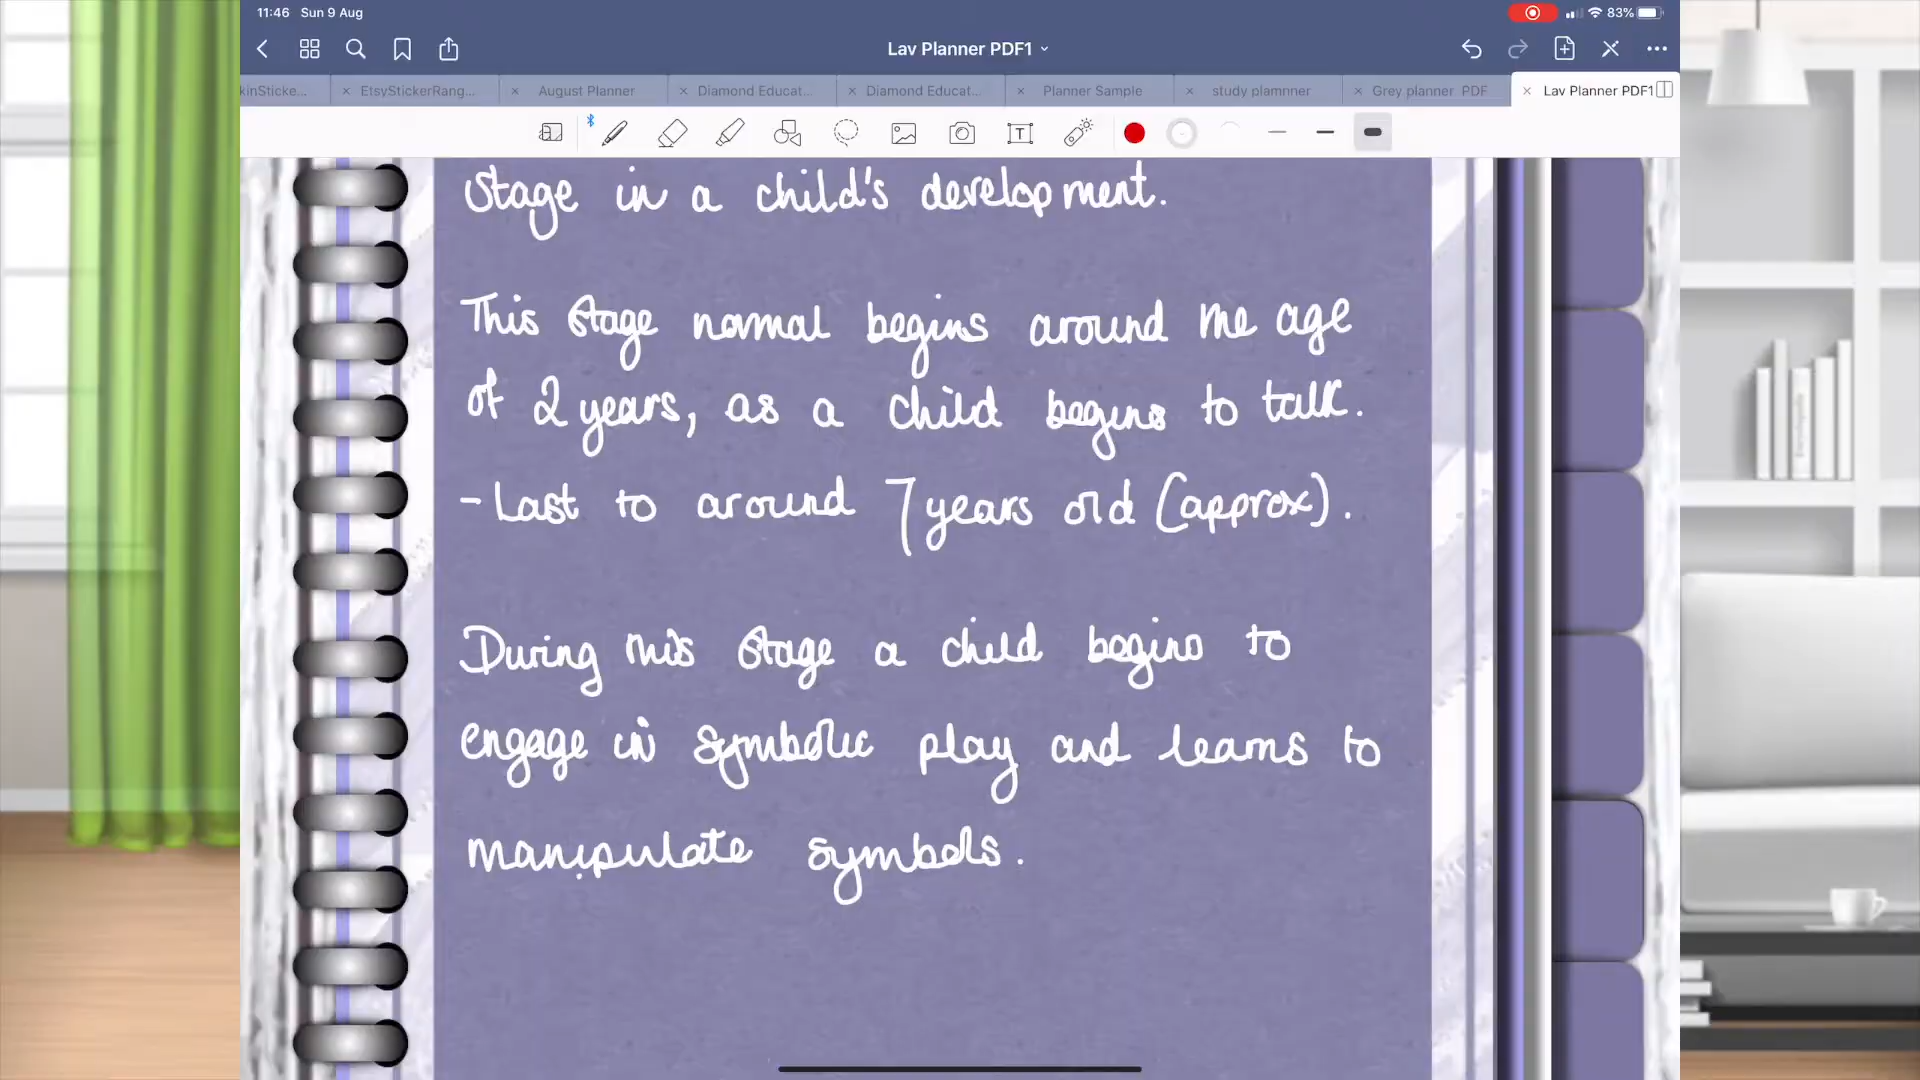 11:46 Sun 9 Aug 83%
Lav Planner PDF1
kinSticke... EtsyStickerRang... August Planner Diamond Educat... Diamond Educat... Planner Sample study plamnner Grey planner PDF Lav Planner PDF1
T
Stage in a child's development.
This stage normal begins around the age
of 2 years, as a child begins to talk.
- Last to around 7 years old (approx).
During this stage a child begins to
engage in symbolic play and learns to
manipulate symbols.